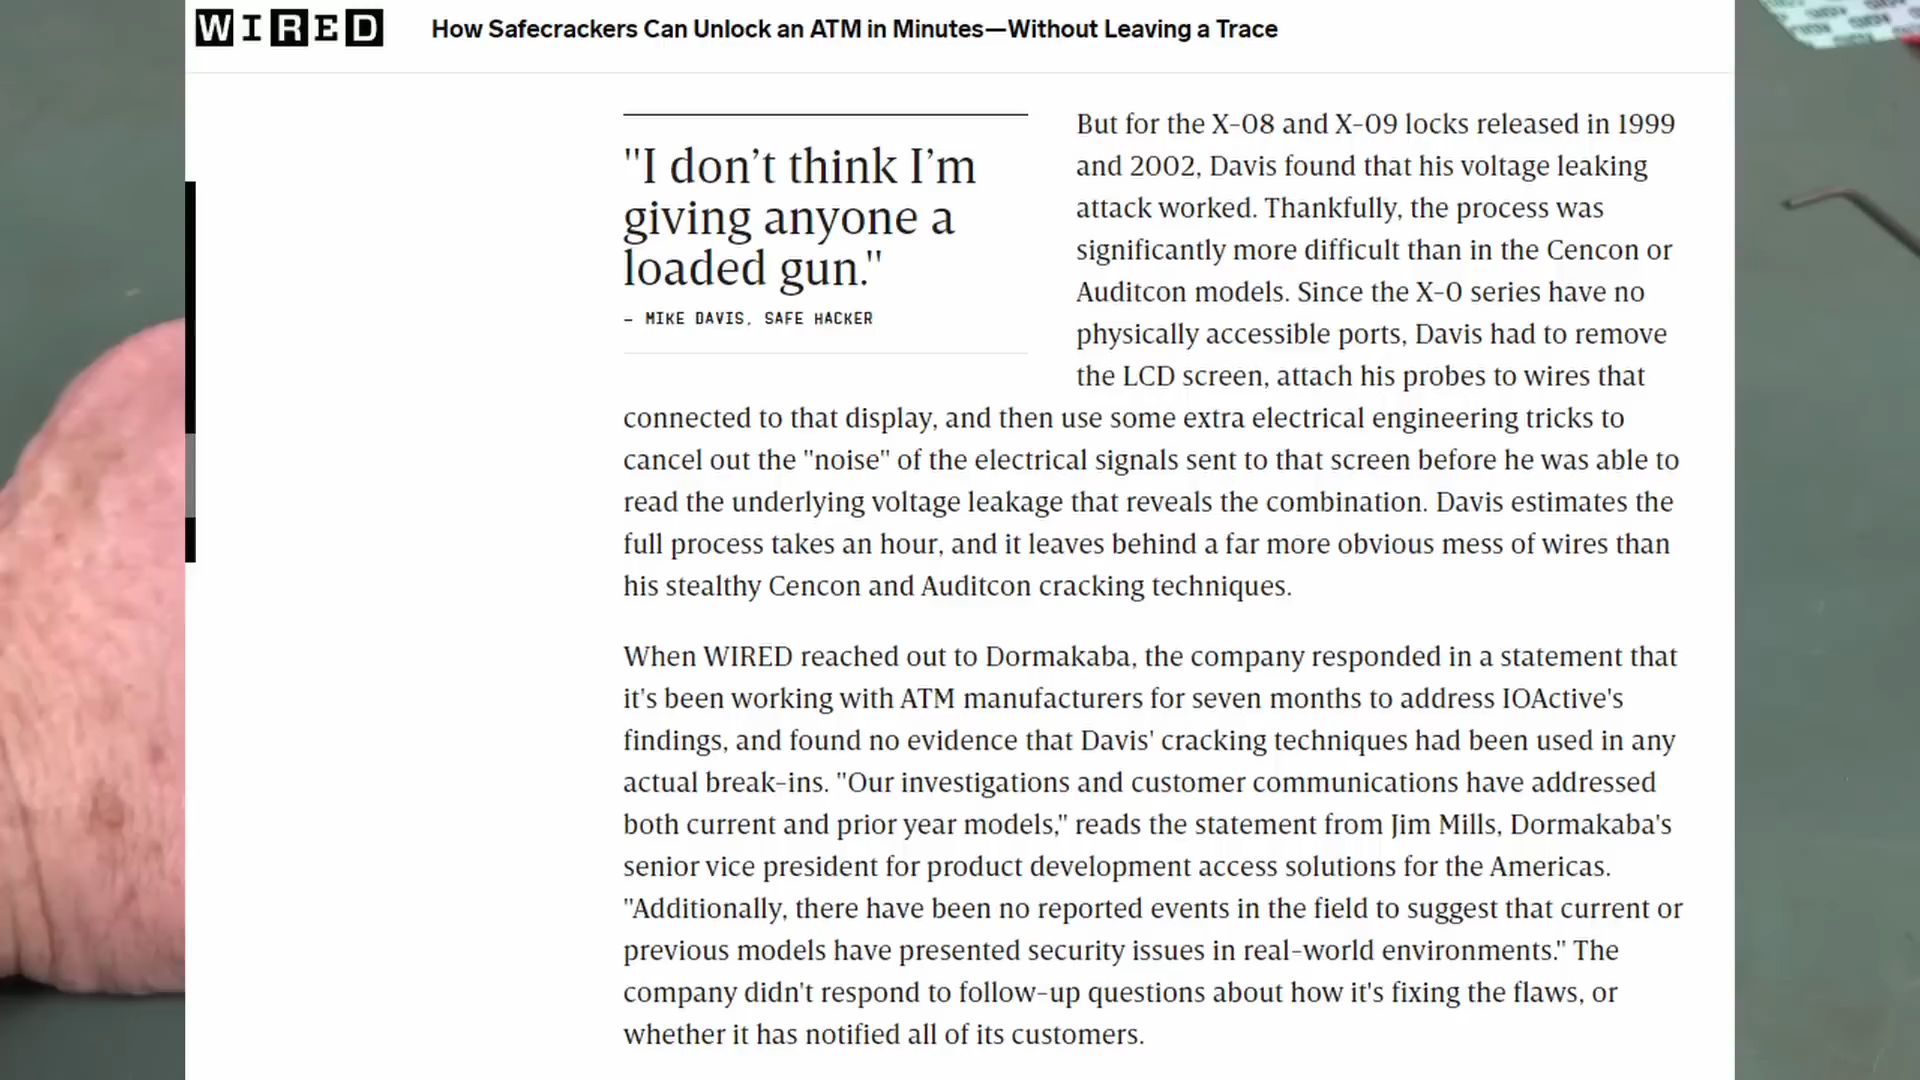 WIRED How Safecrackers Can Unlock an ATM in Minutes—Without Leaving a Trace
"I don’t think I’m
giving anyone a
loaded gun."
– MIKE DAVIS, SAFE HACKER
But for the X-08 and X-09 locks released in 1999
and 2002, Davis found that his voltage leaking
attack worked. Thankfully, the process was
significantly more difficult than in the Cencon or
Auditcon models. Since the X-0 series have no
physically accessible ports, Davis had to remove
the LCD screen, attach his probes to wires that
connected to that display, and then use some extra electrical engineering tricks to
cancel out the "noise" of the electrical signals sent to that screen before he was able to
read the underlying voltage leakage that reveals the combination. Davis estimates the
full process takes an hour, and it leaves behind a far more obvious mess of wires than
his stealthy Cencon and Auditcon cracking techniques.
When WIRED reached out to Dormakaba, the company responded in a statement that
it's been working with ATM manufacturers for seven months to address IOActive's
findings, and found no evidence that Davis' cracking techniques had been used in any
actual break-ins. "Our investigations and customer communications have addressed
both current and prior year models," reads the statement from Jim Mills, Dormakaba's
senior vice president for product development access solutions for the Americas.
"Additionally, there have been no reported events in the field to suggest that current or
previous models have presented security issues in real-world environments." The
company didn't respond to follow-up questions about how it's fixing the flaws, or
whether it has notified all of its customers.